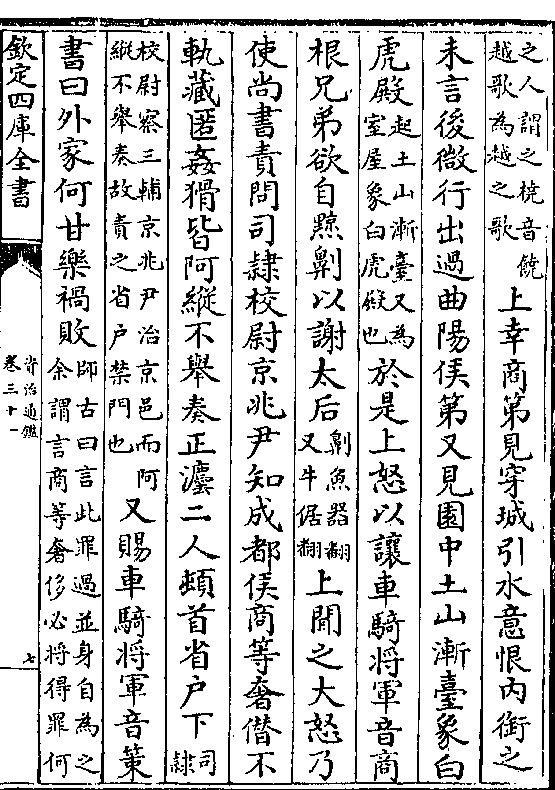 之人謂之橈音饒
越歌為越之歌
上幸商第見穿城引水意恨内銜之
未言後微行出過曲陽侯第又見園中土山漸臺象白
虎殿
起土山漸臺又為
室屋象白虎殿也
於是上怒以讓車騎将軍音商
根兄弟欲自黥劓以謝太后
劓魚器翻
又牛倨翻
上聞之大怒乃
使尚書責問司隷校尉京兆尹知成都侯商等奢僭不
軌藏匿姦猾皆阿縱不舉奏正灋二人頓首省户下
司
隷
校尉察三輔京兆尹治京邑而阿
縱不舉奏故責之省户禁門也
又賜車騎将軍音策
書曰外家何甘樂禍敗
師古曰言此罪過並身自為之
余謂言商等奢侈必将得罪何
欽定四庫全書
資治通鑑
卷三十一
七